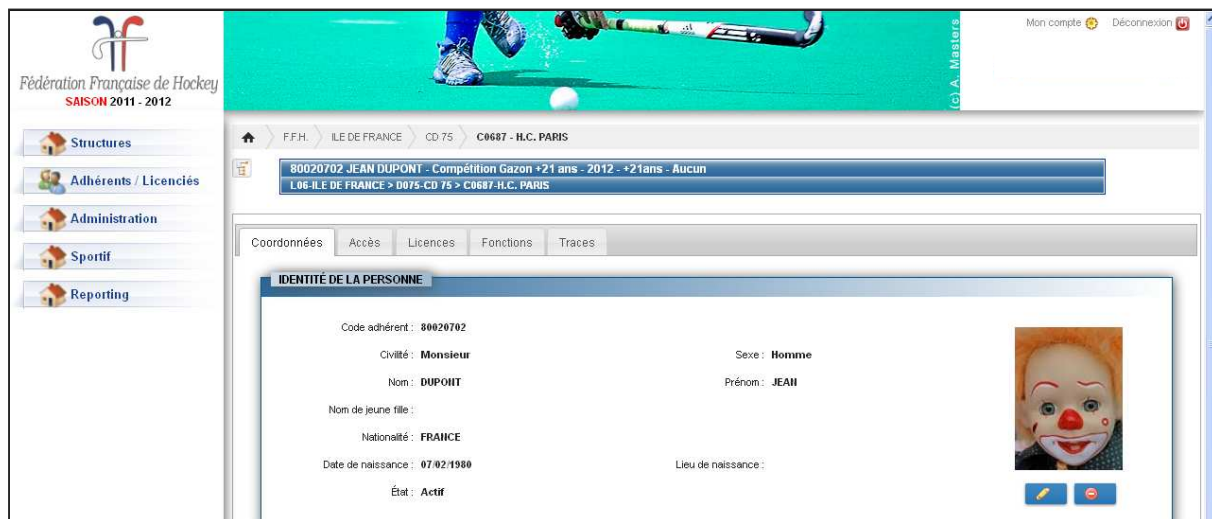 Fédération Française de Hockey
SAISON 2011 - 2012
(c) A. Masters
Mon compte
Déconnexion
Structures
Adhérents / Licenciés
Administration
Sportif
Reporting
F.F.H. ILE DE FRANCE CD 75 C0687 - H.C. PARIS
80020702 JEAN DUPONT - Compétition Gazon +21 ans - 2012 - +21ans - Aucun
L06-ILE DE FRANCE > D075-CD 75 > C0687-H.C. PARIS
Coordonnées Accès Licences Fonctions Traces
IDENTITÉ DE LA PERSONNE
Code adhérent : 80020702
Civilité : Monsieur Sexe : Homme
Nom : DUPONT Prénom : JEAN
Nom de jeune fille :
Nationalité : FRANCE
Date de naissance : 07/02/1980 Lieu de naissance :
État : Actif